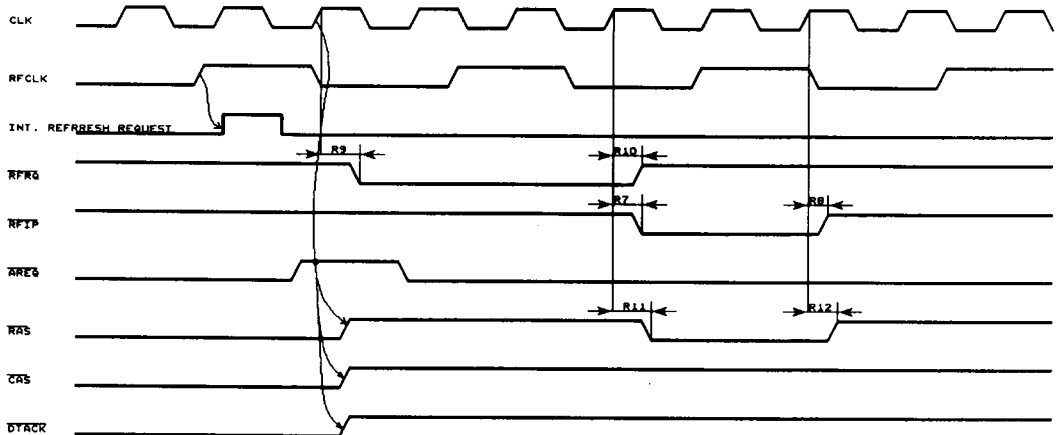 CLK
RFCLK
INT. REFRRESH REQUEST
R9
R10
RFRQ
R7
R8
RFIP
AREQ
R11
R12
RAS
CAS
DTACK